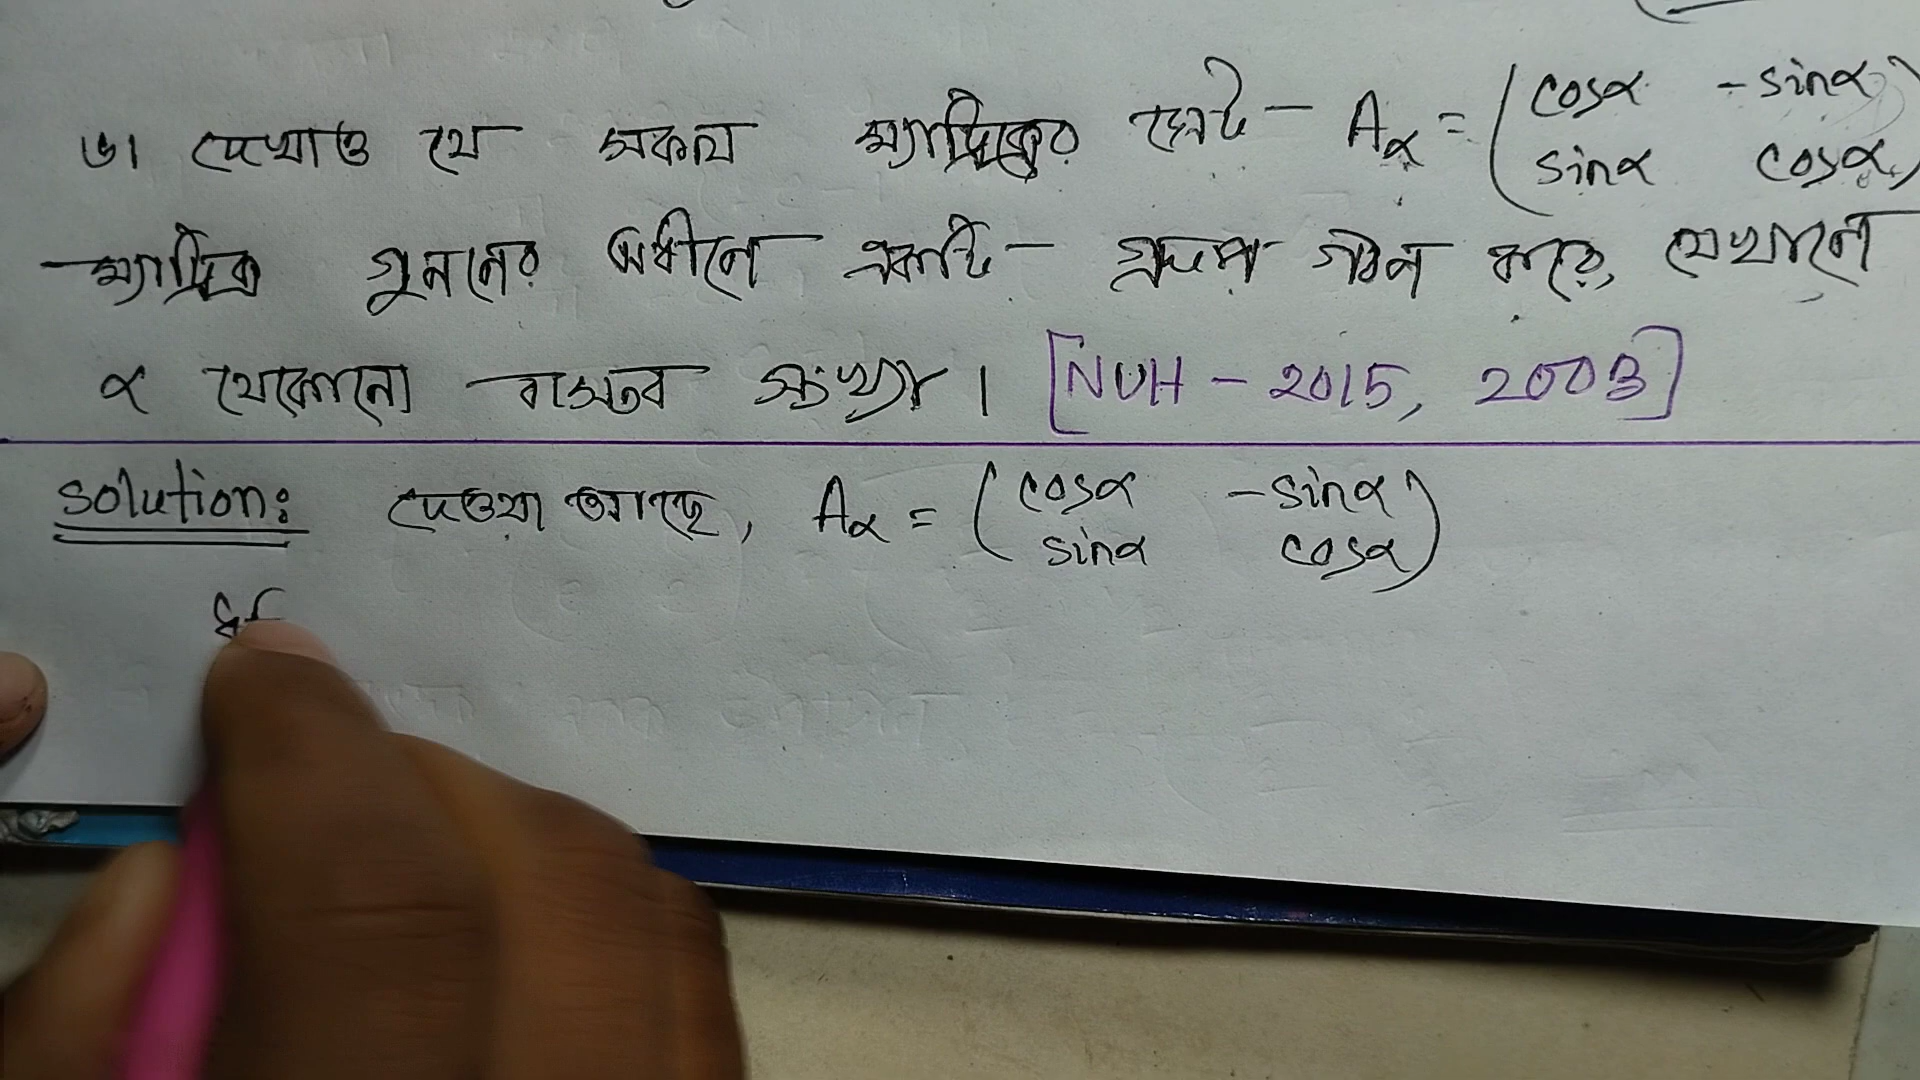 ৬। দেখাও যে সকল ম্যাট্রিক্সের সেট - Aα = (cosα -sinα
sinα cosα)
ম্যাট্রিক্স গুননের অধীনে একটি - গ্রুপ গঠন করে, যেখানে
α যেকোনো বাস্তব সংখ্যা। [NUH - 2015, 2003]
Solution: দেওয়া আছে, Aα = (cosα -sinα
sinα cosα)